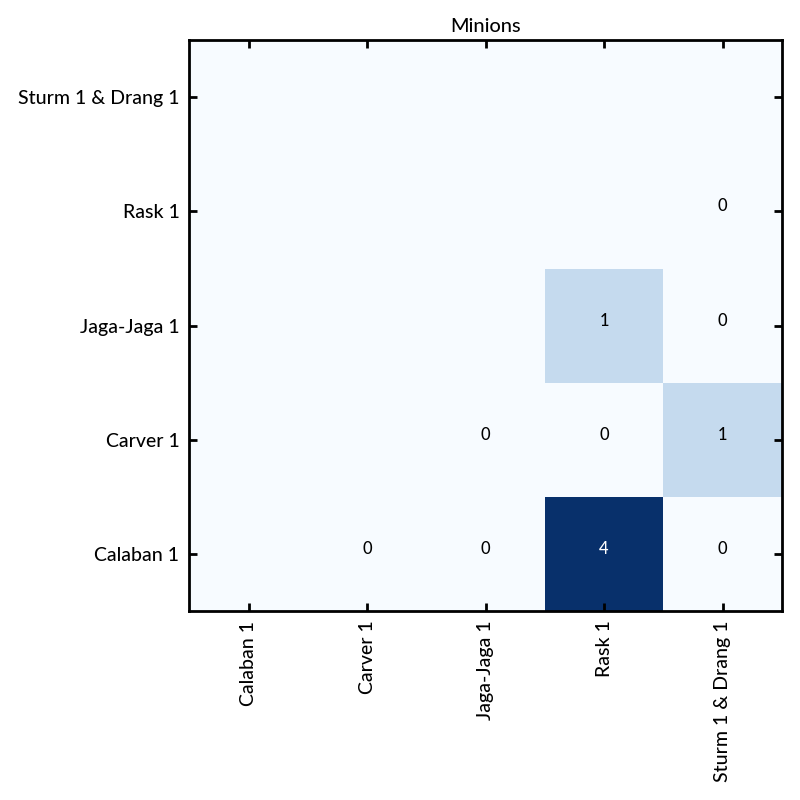 Minions
Sturm 1 & Drang 1
Rask 1
0
Jaga-Jaga 1
1
0
Carver 1
0
0
1
Calaban 1
0
0
4
0
Calaban 1
Carver 1
Jaga-Jaga 1
Rask 1
Sturm 1 & Drang 1